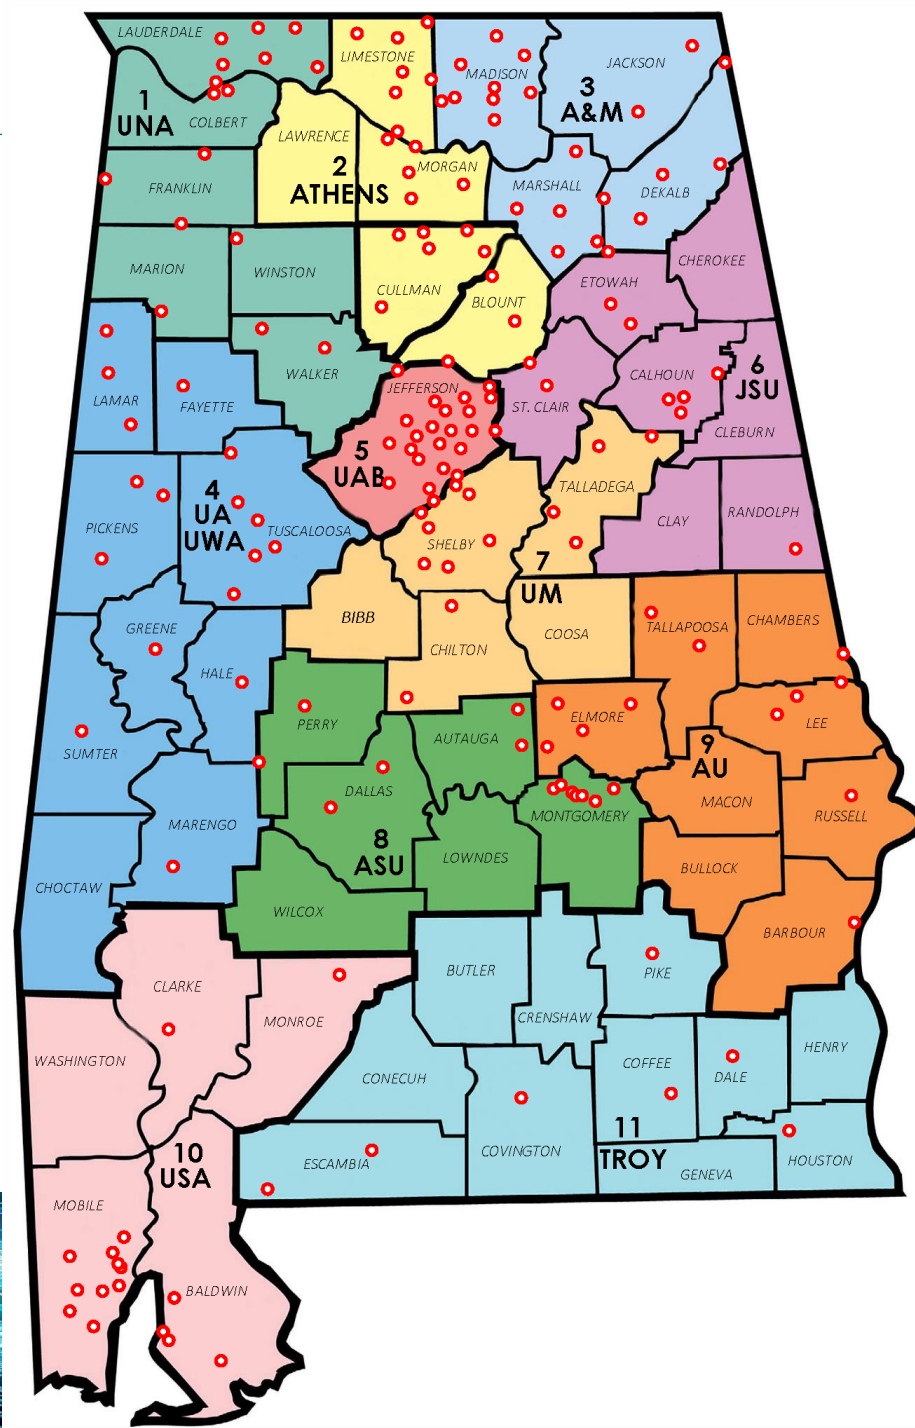 LAUDERDALE
LIMESTONE
MADISON
JACKSON
1
UNA
COLBERT
3
A&M
LAWRENCE
2
ATHENS
MORGAN
FRANKLIN
MARSHALL
DEKALB
MARION
WINSTON
CULLMAN
BLOUNT
ETOWAH
CHEROKEE
LAMAR
FAYETTE
WALKER
JEFFERSON
ST. CLAIR
CALHOUN
6
JSU
CLEBURN
5
UAB
4
UA
UWA
PICKENS
TUSCALOOSA
TALLADEGA
CLAY
RANDOLPH
SHELBY
7
UM
GREENE
BIBB
CHILTON
COOSA
TALLAPOOSA
CHAMBERS
HALE
SUMTER
PERRY
AUTAUGA
ELMORE
LEE
9
AU
DALLAS
MACON
RUSSELL
MARENGO
8
ASU
LOWNDES
MONTGOMERY
BULLOCK
CHOCTAW
WILCOX
BARBOUR
CLARKE
MONROE
BUTLER
CRENSHAW
PIKE
WASHINGTON
CONECUH
COFFEE
DALE
HENRY
10
USA
ESCAMBIA
COVINGTON
11
TROY
GENEVA
HOUSTON
MOBILE
BALDWIN